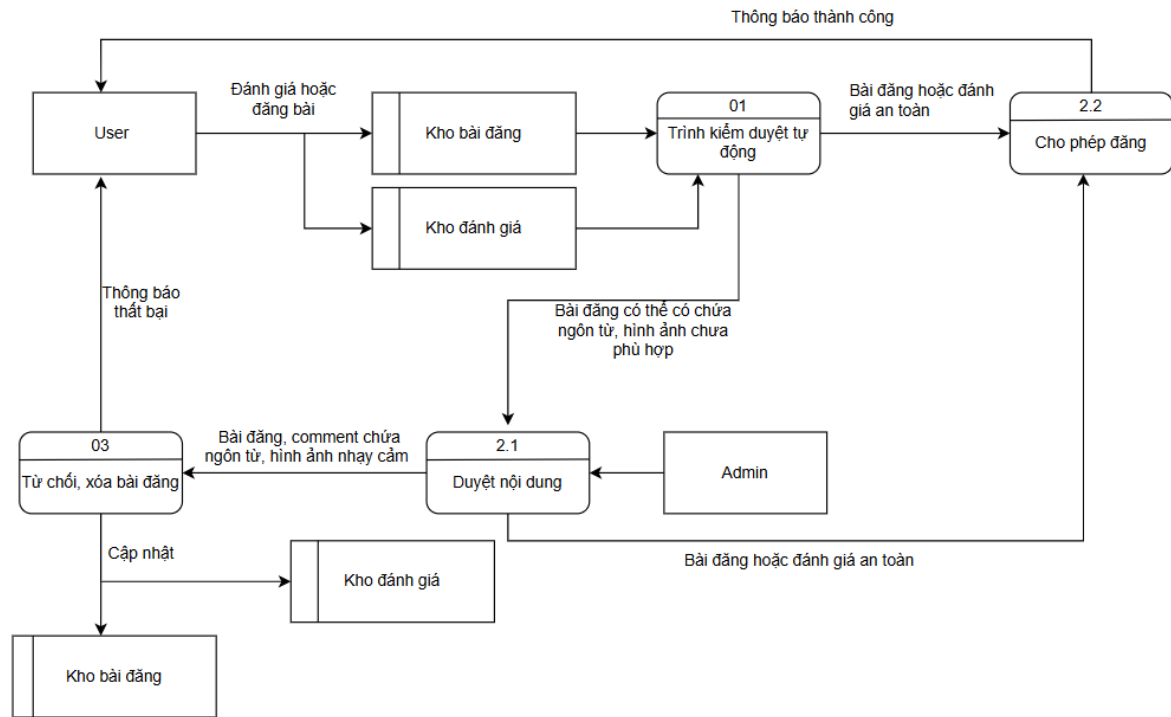 Thông báo thành công
Đánh giá hoặc
đăng bài
User
Kho bài đăng
01
Trình kiểm duyệt tự
động
Bài đăng hoặc đánh
giá an toàn
2.2
Cho phép đăng
Kho đánh giá
Thông báo
thất bại
Bài đăng có thể có chứa
ngôn từ, hình ảnh chưa
phù hợp
03
Từ chối, xóa bài đăng
Bài đăng, comment chứa
ngôn từ, hình ảnh nhạy cảm
2.1
Duyệt nội dung
Admin
Cập nhật
Bài đăng hoặc đánh giá an toàn
Kho đánh giá
Kho bài đăng